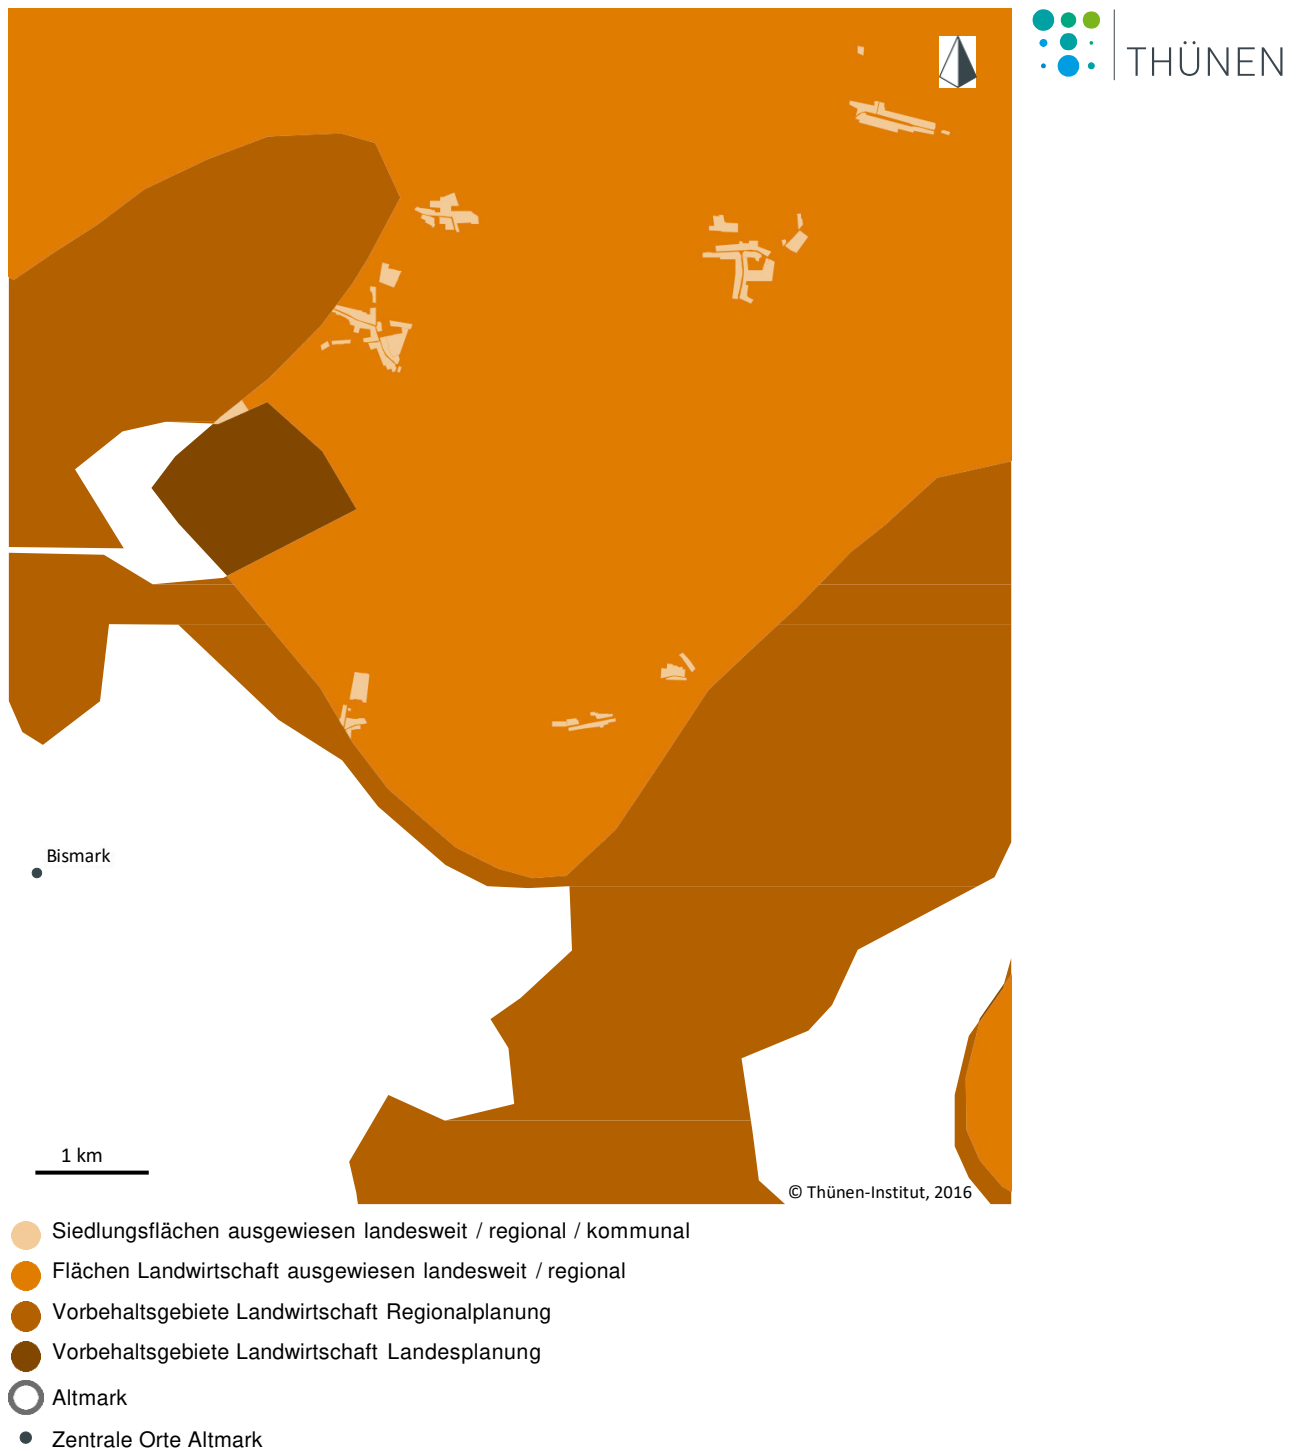 THÜNEN
Bismark
1 km
© Thünen-Institut, 2016
Siedlungsflächen ausgewiesen landesweit / regional / kommunal
Flächen Landwirtschaft ausgewiesen landesweit / regional
Vorbehaltsgebiete Landwirtschaft Regionalplanung
Vorbehaltsgebiete Landwirtschaft Landesplanung
Altmark
Zentrale Orte Altmark